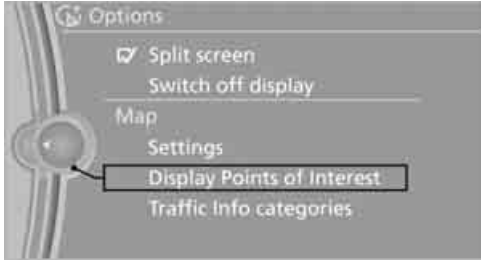 Options
Split screen
Switch off display
Map
Settings
Display Points of Interest
Traffic Info categories